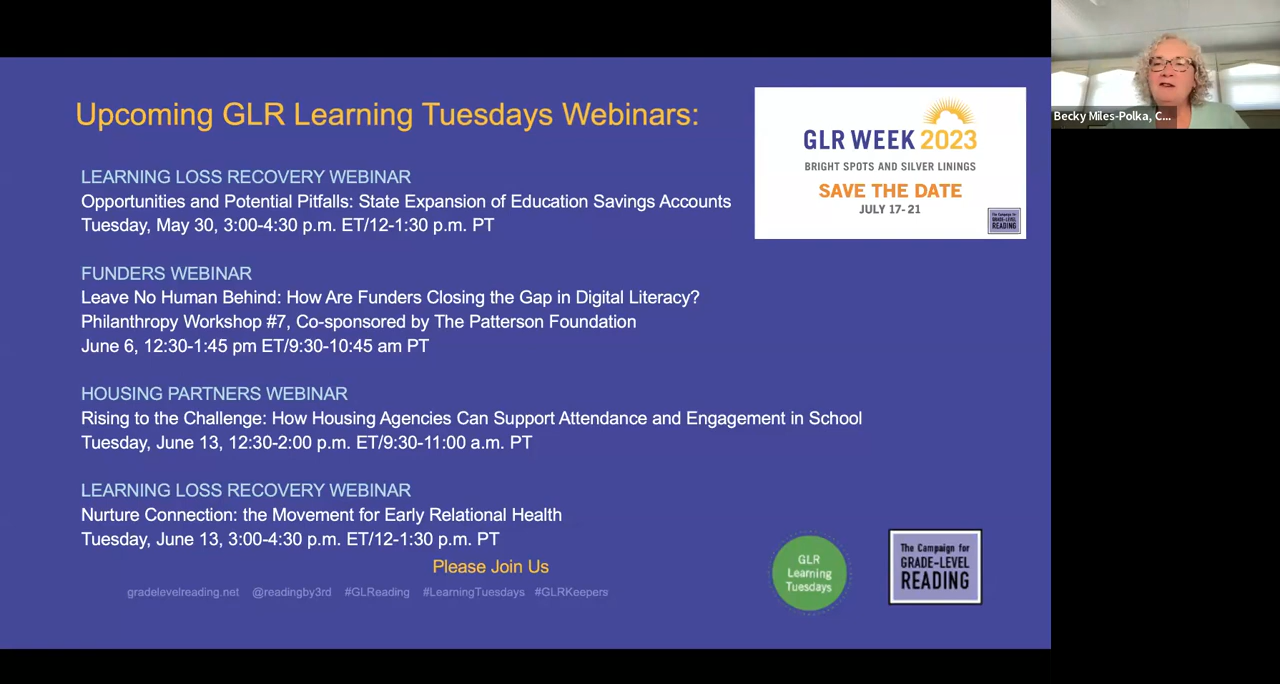 Upcoming GLR Learning Tuesdays Webinars:
LEARNING LOSS RECOVERY WEBINAR
Opportunities and Potential Pitfalls: State Expansion of Education Savings Accounts
Tuesday, May 30, 3:00-4:30 p.m. ET/12-1:30 p.m. PT
FUNDERS WEBINAR
Leave No Human Behind: How Are Funders Closing the Gap in Digital Literacy?
Philanthropy Workshop #7, Co-sponsored by The Patterson Foundation
June 6, 12:30-1:45 pm ET/9:30-10:45 am PT
HOUSING PARTNERS WEBINAR
Rising to the Challenge: How Housing Agencies Can Support Attendance and Engagement in School
Tuesday, June 13, 12:30-2:00 p.m. ET/9:30-11:00 a.m. PT
LEARNING LOSS RECOVERY WEBINAR
Nurture Connection: the Movement for Early Relational Health
Tuesday, June 13, 3:00-4:30 p.m. ET/12-1:30 p.m. PT
Please Join Us
gradelevelreading.net @readingby3rd #GLReading #LearningTuesdays #GLRKeepers
GLR WEEK 2023
BRIGHT SPOTS AND SILVER LININGS
SAVE THE DATE
JULY 17-21
The Campaign for
GRADE-LEVEL
READING
GLR
Learning
Tuesdays
The Campaign for
GRADE-LEVEL
READING
Becky Miles-Polka, C...